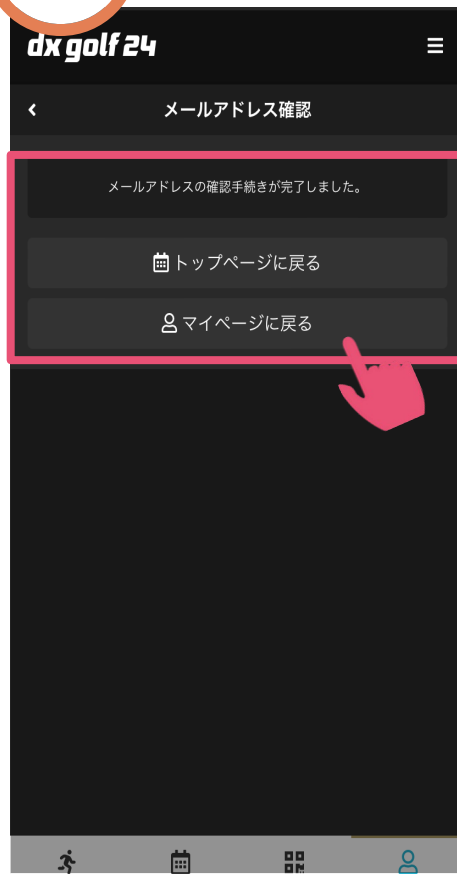 dx golf 24
メールアドレス確認
メールアドレスの確認手続きが完了しました。
トップページに戻る
マイページに戻る